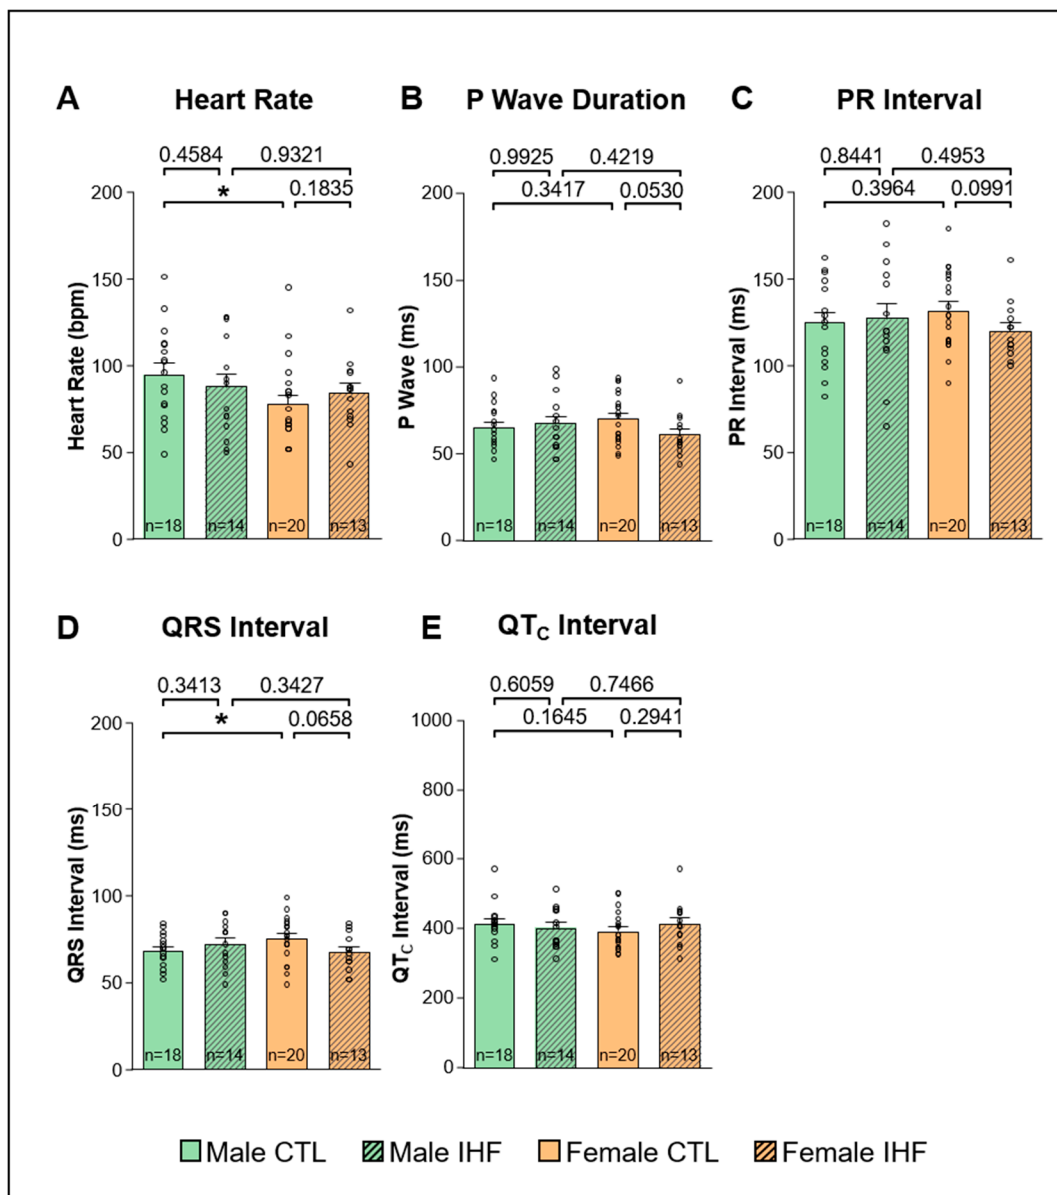 A Heart Rate
B P Wave Duration
C PR Interval
0.4584 0.9321
* 0.1835
200
150
100
50
0
Heart Rate (bpm)
n=18 n=14 n=20 n=13
0.9925 0.4219
0.3417 0.0530
200
150
100
50
0
P Wave (ms)
n=18 n=14 n=20 n=13
0.8441 0.4953
0.3964 0.0991
200
150
100
50
0
PR Interval (ms)
n=18 n=14 n=20 n=13
D QRS Interval
E QTC Interval
0.3413 0.3427
* 0.0658
200
150
100
50
0
QRS Interval (ms)
n=18 n=14 n=20 n=13
0.6059 0.7466
0.1645 0.2941
1000
800
600
400
200
0
QTC Interval (ms)
n=18 n=14 n=20 n=13
Male CTL Male IHF Female CTL Female IHF